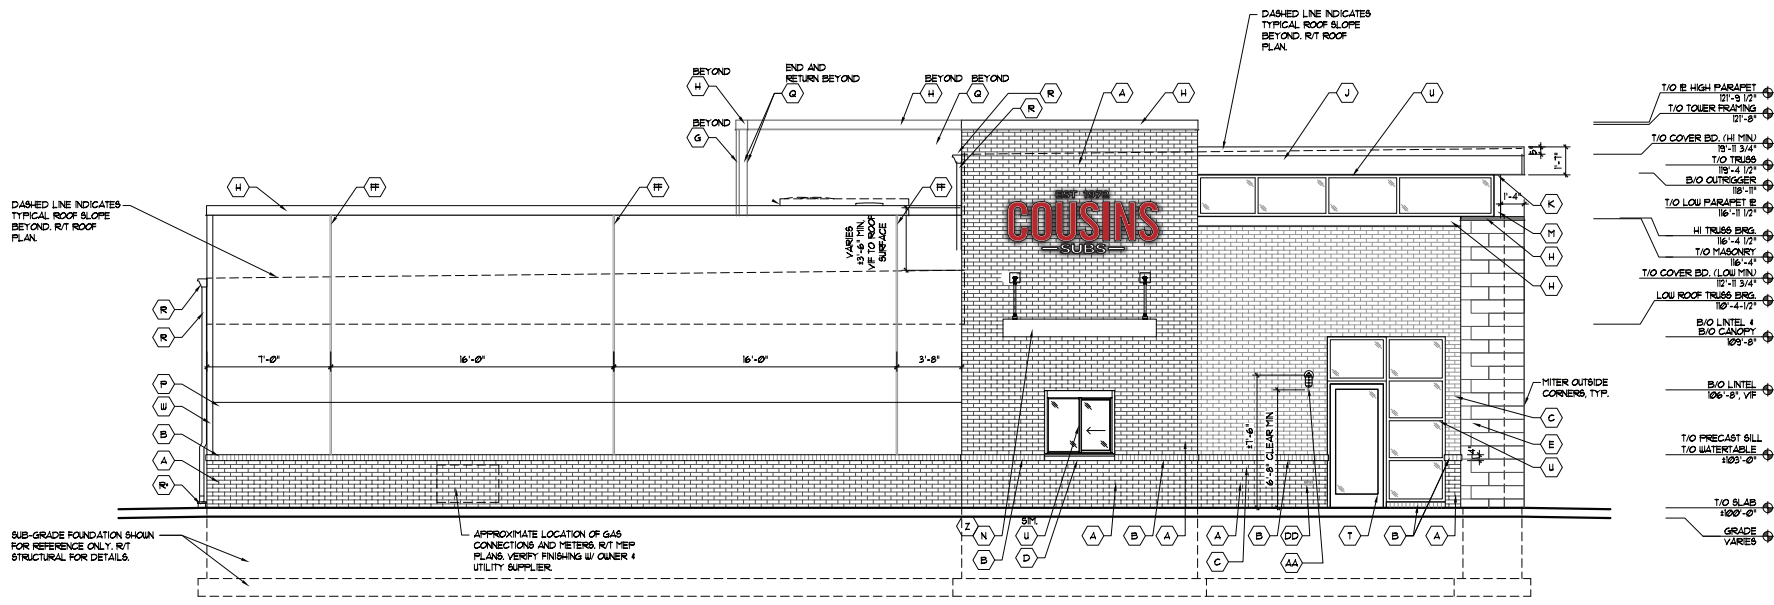 DASHED LINE INDICATES
TYPICAL ROOF SLOPE
BEYOND. R/T ROOF
PLAN.
BEYOND
H
END AND
RETURN BEYOND
Q
BEYOND BEYOND
H
Q
R
R
A
H
J
U
BEYOND
G
T/O 12 HIGH PARAPET
121'-9 1/2"
T/O TOWER FRAMING
121'-8"
T/O COVER BD. (HI MIN)
119'-11 3/4"
T/O TRUSS
119'-4 1/2"
B/O OUTRIGGER
118'-11"
T/O LOW PARAPET 12
116'-11 1/2"
HI TRUSS BRG.
116'-4 1/2"
T/O MASONRY
116'-4"
T/O COVER BD. (LOW MIN)
112'-11 3/4"
LOW ROOF TRUSS BRG.
110'-4-1/2"
B/O LINTEL &
B/O CANOPY
109'-8"
B/O LINTEL
106'-8", VIF
T/O PRECAST SILL
T/O WATERTABLE
±103'-0"
T/O SLAB
±100'-0"
GRADE
VARIES
5"
1'-7"
1'-4"
K
M
H
H
DASHED LINE INDICATES
TYPICAL ROOF SLOPE
BEYOND. R/T ROOF
PLAN.
H
FF
FF
FF
VARIES
±3'-6" MIN,
VIF TO ROOF
SURFACE
EST 1972
COUSINS
SUBS
R
R
7'-0"
16'-0"
16'-0"
3'-8"
P
W
B
A
R'
MITER OUTSIDE
CORNERS, TYP.
C
E
U
4"
±7'-6"
6'-8" CLEAR MIN
SUB-GRADE FOUNDATION SHOWN
FOR REFERENCE ONLY. R/T
STRUCTURAL FOR DETAILS.
APPROXIMATE LOCATION OF GAS
CONNECTIONS AND METERS. R/T MEP
PLANS. VERIFY FINISHING W/ OWNER &
UTILITY SUPPLIER.
Z
N
SIM.
U
A
B
A
A
B
DD
T
B
A
B
D
C
AA